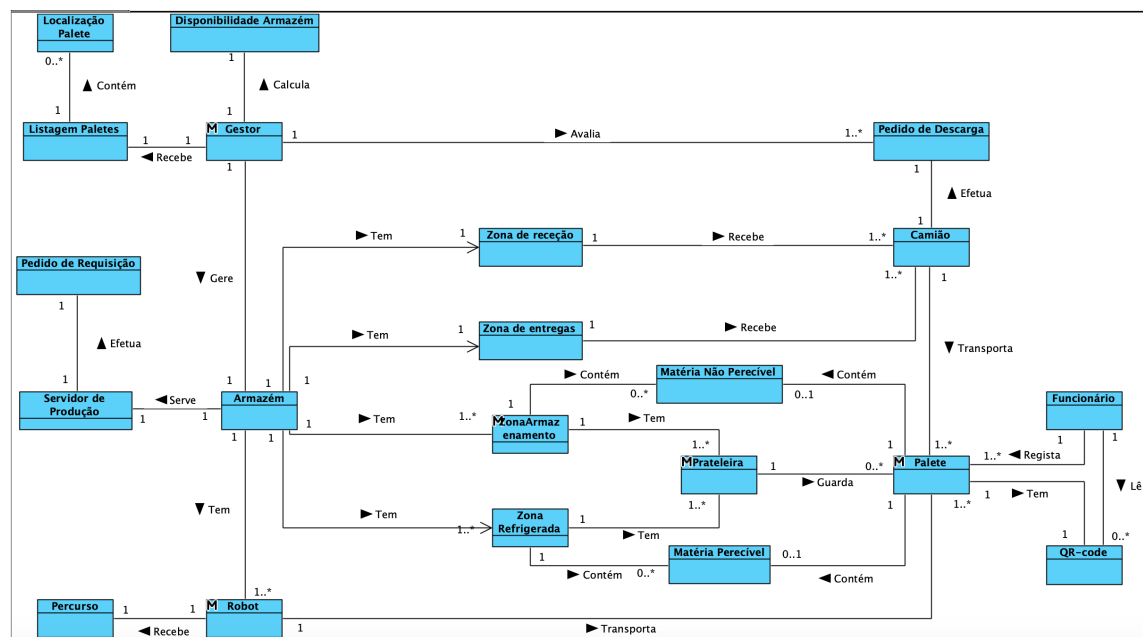 Localização
Palete
Disponibilidade Armazém
0..*
1
Contém
Calcula
1
1
Listagem Paletes
M
Gestor
Pedido de Descarga
1
1
1
Avalia
1..*
Recebe
1
1
Efetua
1
Zona de receção
Camião
Tem
1
1
Recebe
1..*
Pedido de Requisição
1..*
1
Gere
1
Zona de entregas
Tem
1
1
Recebe
Efetua
Transporta
Matéria Não Perecível
Contém
Contém
1
1
1
1
0..*
0..1
Servidor de
Produção
Serve
Armazém
Funcionário
1
1
1
Tem
1..*
1
M
ZonaArmaz
enamento
1
Tem
1..*
1
1..*
1
1
Regista
1
1
M
Prateleira
1
Guarda
0..*
M
Palete
1..*
1
Tem
1..*
Lê
Tem
Tem
1..*
Zona
Refrigerada
1
Tem
1..*
1
1
0..*
1
Contém
0..*
Matéria Perecível
0..1
Contém
QR-code
1..*
Percurso
1
1
M
Robot
Recebe
1
Transporta